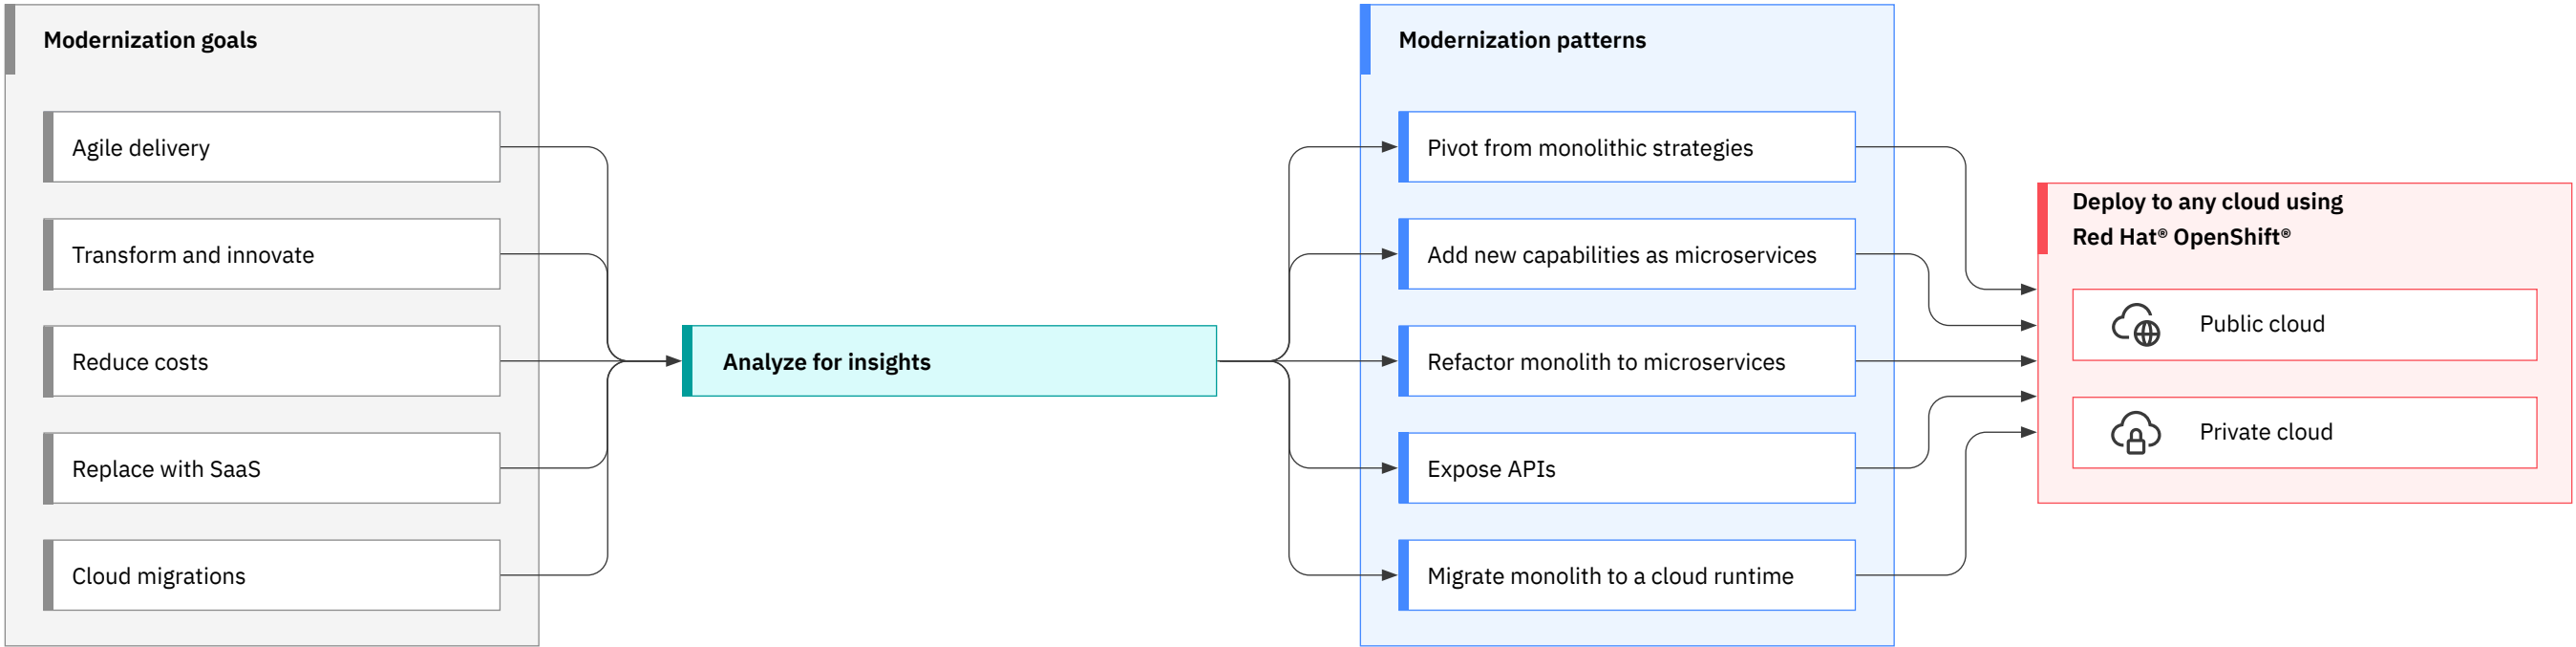 Modernization goals
Agile delivery
Transform and innovate
Reduce costs
Replace with SaaS
Cloud migrations
Analyze for insights
Modernization patterns
Pivot from monolithic strategies
Add new capabilities as microservices
Refactor monolith to microservices
Expose APIs
Migrate monolith to a cloud runtime
Deploy to any cloud using
Red Hat® OpenShift®
Public cloud
Private cloud